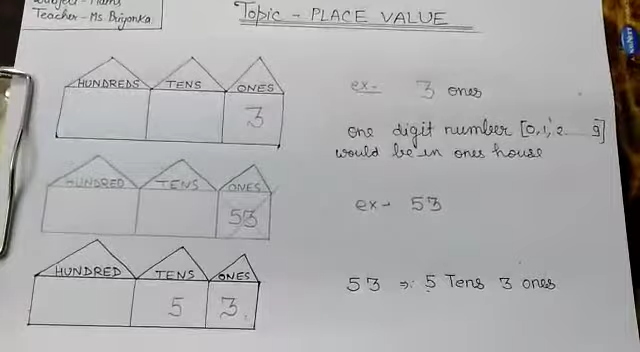 Subject - Maths
Teacher - Ms. Priyanka
Topic - PLACE VALUE
HUNDREDS TENS ONES
3
ex- 3 ones
one digit number [0,1,2.....9]
would be in ones house
HUNDRED TENS ONES
53
ex- 53
HUNDRED TENS ONES
5 3
53 ⇒ 5 Tens 3 ones